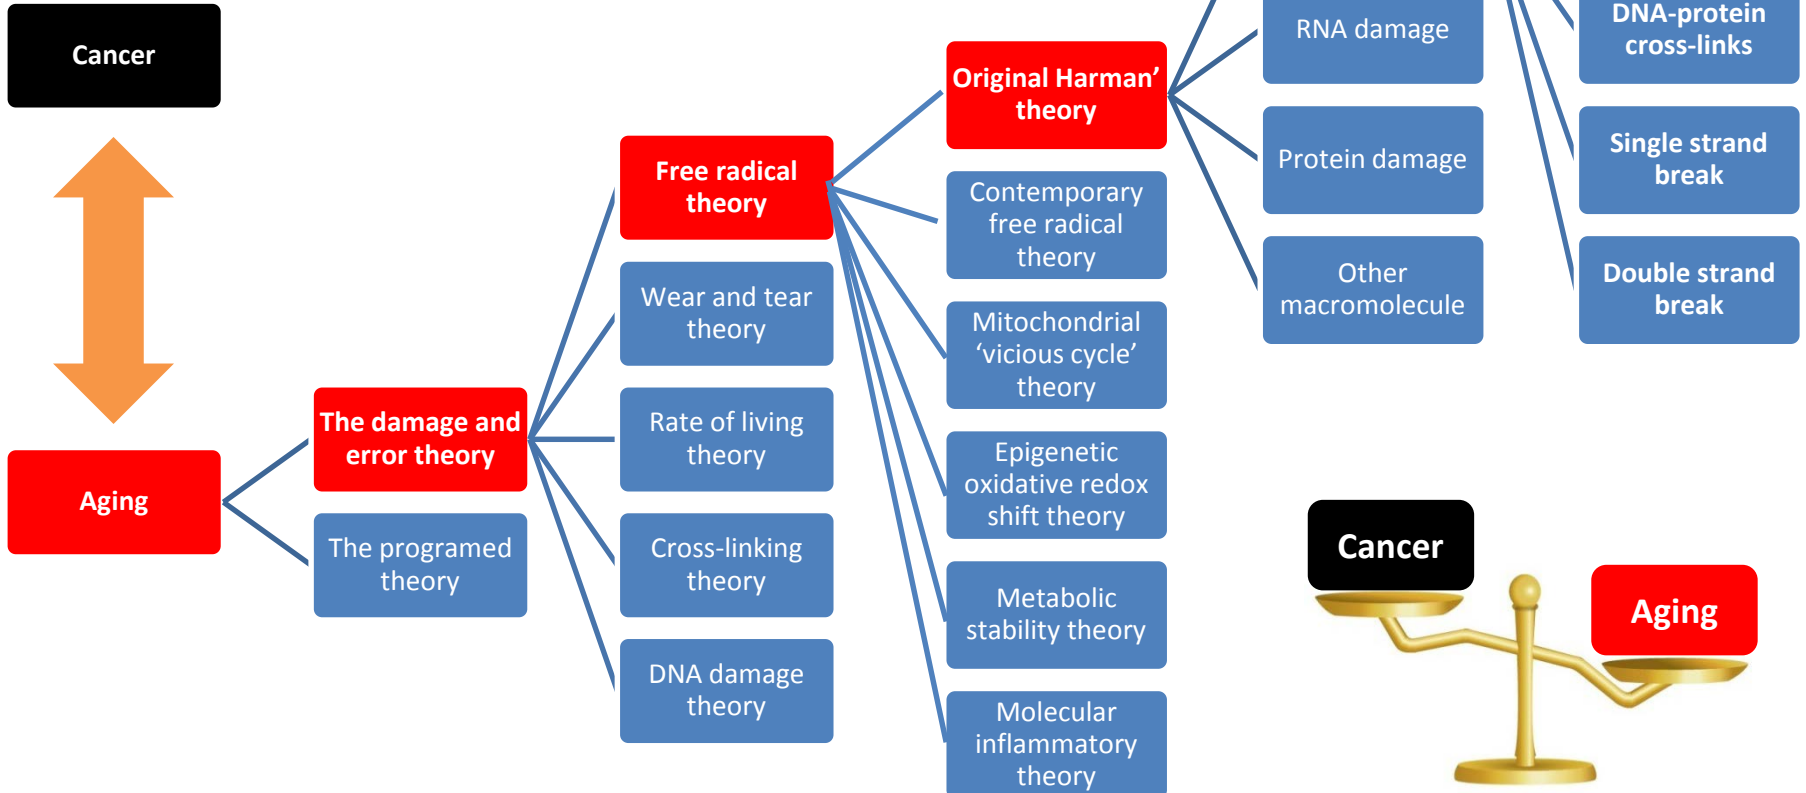 Cancer
Aging
The damage and
error theory
The programed
theory
Free radical
theory
Wear and tear
theory
Rate of living
theory
Cross-linking
theory
DNA damage
theory
Original Harman’
theory
Contemporary
free radical
theory
Mitochondrial
‘vicious cycle’
theory
Epigenetic
oxidative redox
shift theory
Metabolic
stability theory
Molecular
inflammatory
theory
RNA damage
Protein damage
Other
macromolecule
DNA-protein
cross-links
Single strand
break
Double strand
break
Cancer
Aging